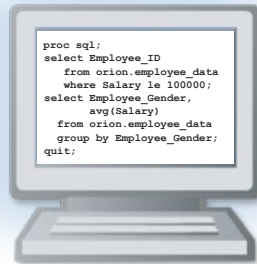 proc sql;
select Employee_ID
from orion.employee_data
where Salary le 100000;
select Employee_Gender,
avg(Salary)
from orion.employee_data
group by Employee_Gender;
quit;